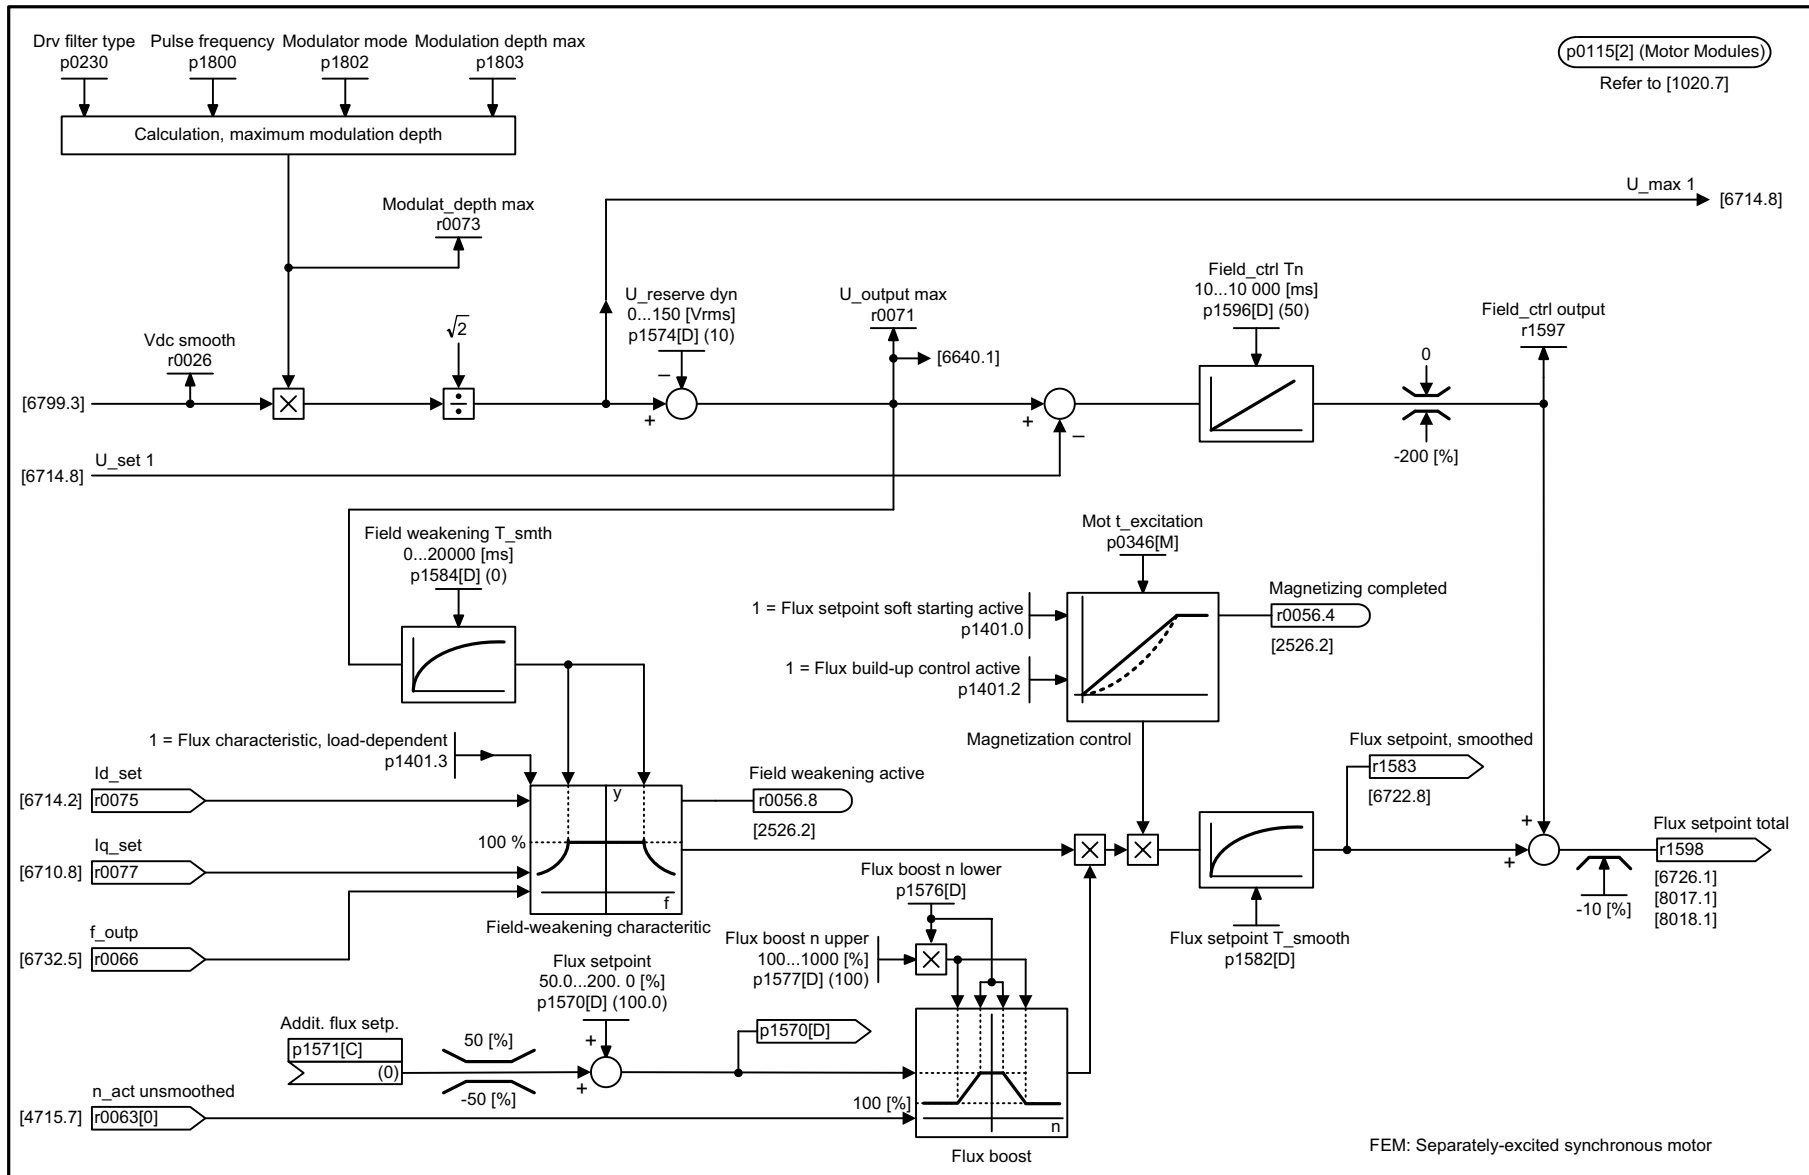 Drv filter type
p0230
Pulse frequency
p1800
Modulator mode
p1802
Modulation depth max
p1803
p0115[2] (Motor Modules)
Refer to [1020.7]
Calculation, maximum modulation depth
Modulat_depth max
r0073
U_max 1
[6714.8]
Vdc smooth
r0026
√2
U_reserve dyn
0...150 [Vrms]
p1574[D] (10)
U_output max
r0071
[6640.1]
Field_ctrl Tn
10...10 000 [ms]
p1596[D] (50)
Field_ctrl output
r1597
0
-200 [%]
[6799.3]
×
÷
–
+
+
–
U_set 1
[6714.8]
Field weakening T_smth
0...20000 [ms]
p1584[D] (0)
Mot t_excitation
p0346[M]
1 = Flux setpoint soft starting active
p1401.0
1 = Flux build-up control active
p1401.2
Magnetizing completed
r0056.4
[2526.2]
Magnetization control
1 = Flux characteristic, load-dependent
p1401.3
Id_set
[6714.2] r0075
Iq_set
[6710.8] r0077
f_outp
[6732.5] r0066
y
100 %
f
Field-weakening characteritic
Field weakening active
r0056.8
[2526.2]
×
×
Flux setpoint, smoothed
r1583
[6722.8]
Flux setpoint T_smooth
p1582[D]
+
+
-10 [%]
Flux setpoint total
r1598
[6726.1]
[8017.1]
[8018.1]
Flux boost n lower
p1576[D]
Flux boost n upper
100...1000 [%]
p1577[D] (100)
×
Flux setpoint
50.0...200. 0 [%]
p1570[D] (100.0)
p1570[D]
Addit. flux setp.
p1571[C]
(0)
50 [%]
-50 [%]
+
+
n_act unsmoothed
[4715.7] r0063[0]
100 [%]
n
Flux boost
FEM: Separately-excited synchronous motor